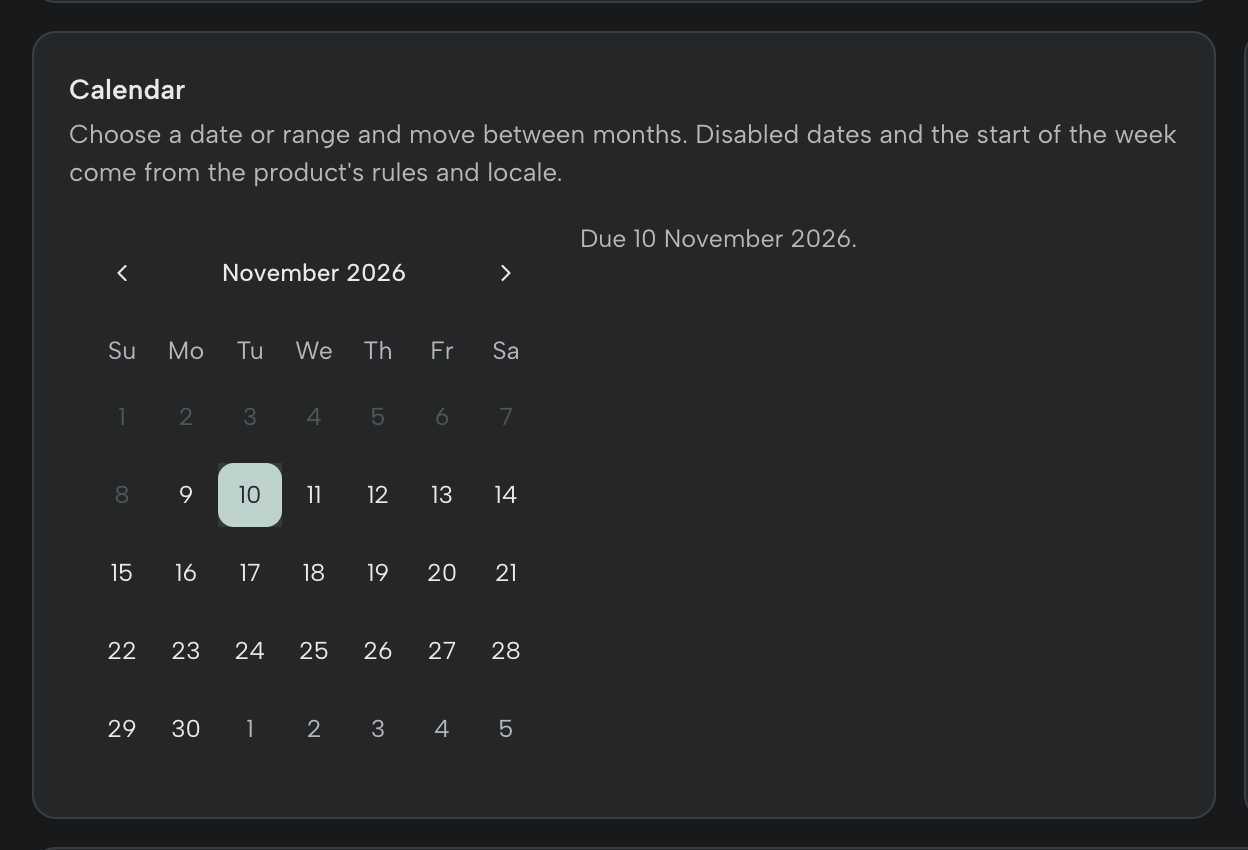 Calendar
Choose a date or range and move between months. Disabled dates and the start of the week
come from the product's rules and locale.
Due 10 November 2026.
November 2026
Su Mo Tu We Th Fr Sa
1 2 3 4 5 6 7
8 9 10 11 12 13 14
15 16 17 18 19 20 21
22 23 24 25 26 27 28
29 30 1 2 3 4 5